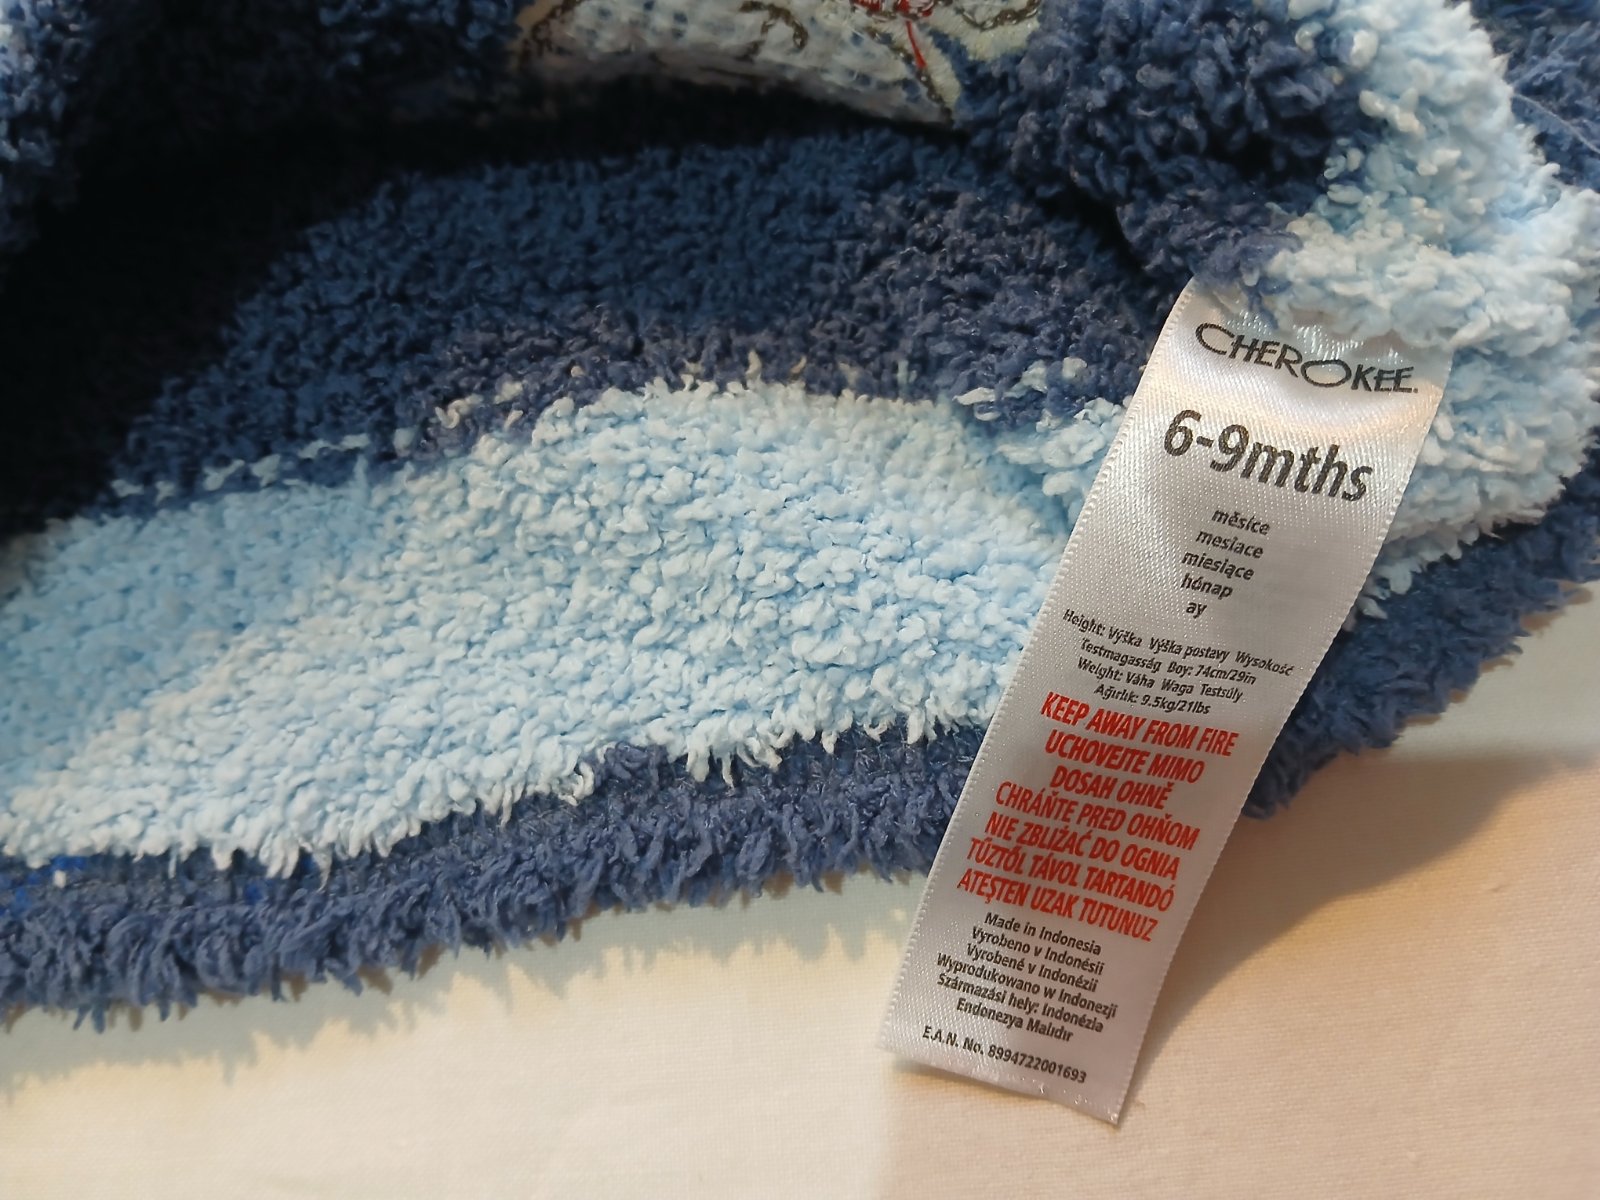 CHEROKEE
6-9mths
měsíce
mesiace
miesiące
hónap
ay
Height: Výška Výška postavy Wysokość
Testmagasság Boy: 74cm/29in
Weight: Váha Waga Testsúly
Ağırlık: 9.5kg/21lbs
KEEP AWAY FROM FIRE
UCHOVEJTE MIMO
DOSAH OHNĚ
CHRÁŇTE PRED OHŇOM
NIE ZBLIŻAĆ DO OGNIA
TŰZTŐL TÁVOL TARTANDÓ
ATEŞTEN UZAK TUTUNUZ
Made in Indonesia
Vyrobeno v Indonésii
Vyrobené v Indonézii
Wyprodukowano w Indonezji
Származási hely: Indonézia
Endonezya Malıdır
E.A.N. No. 8994722001693